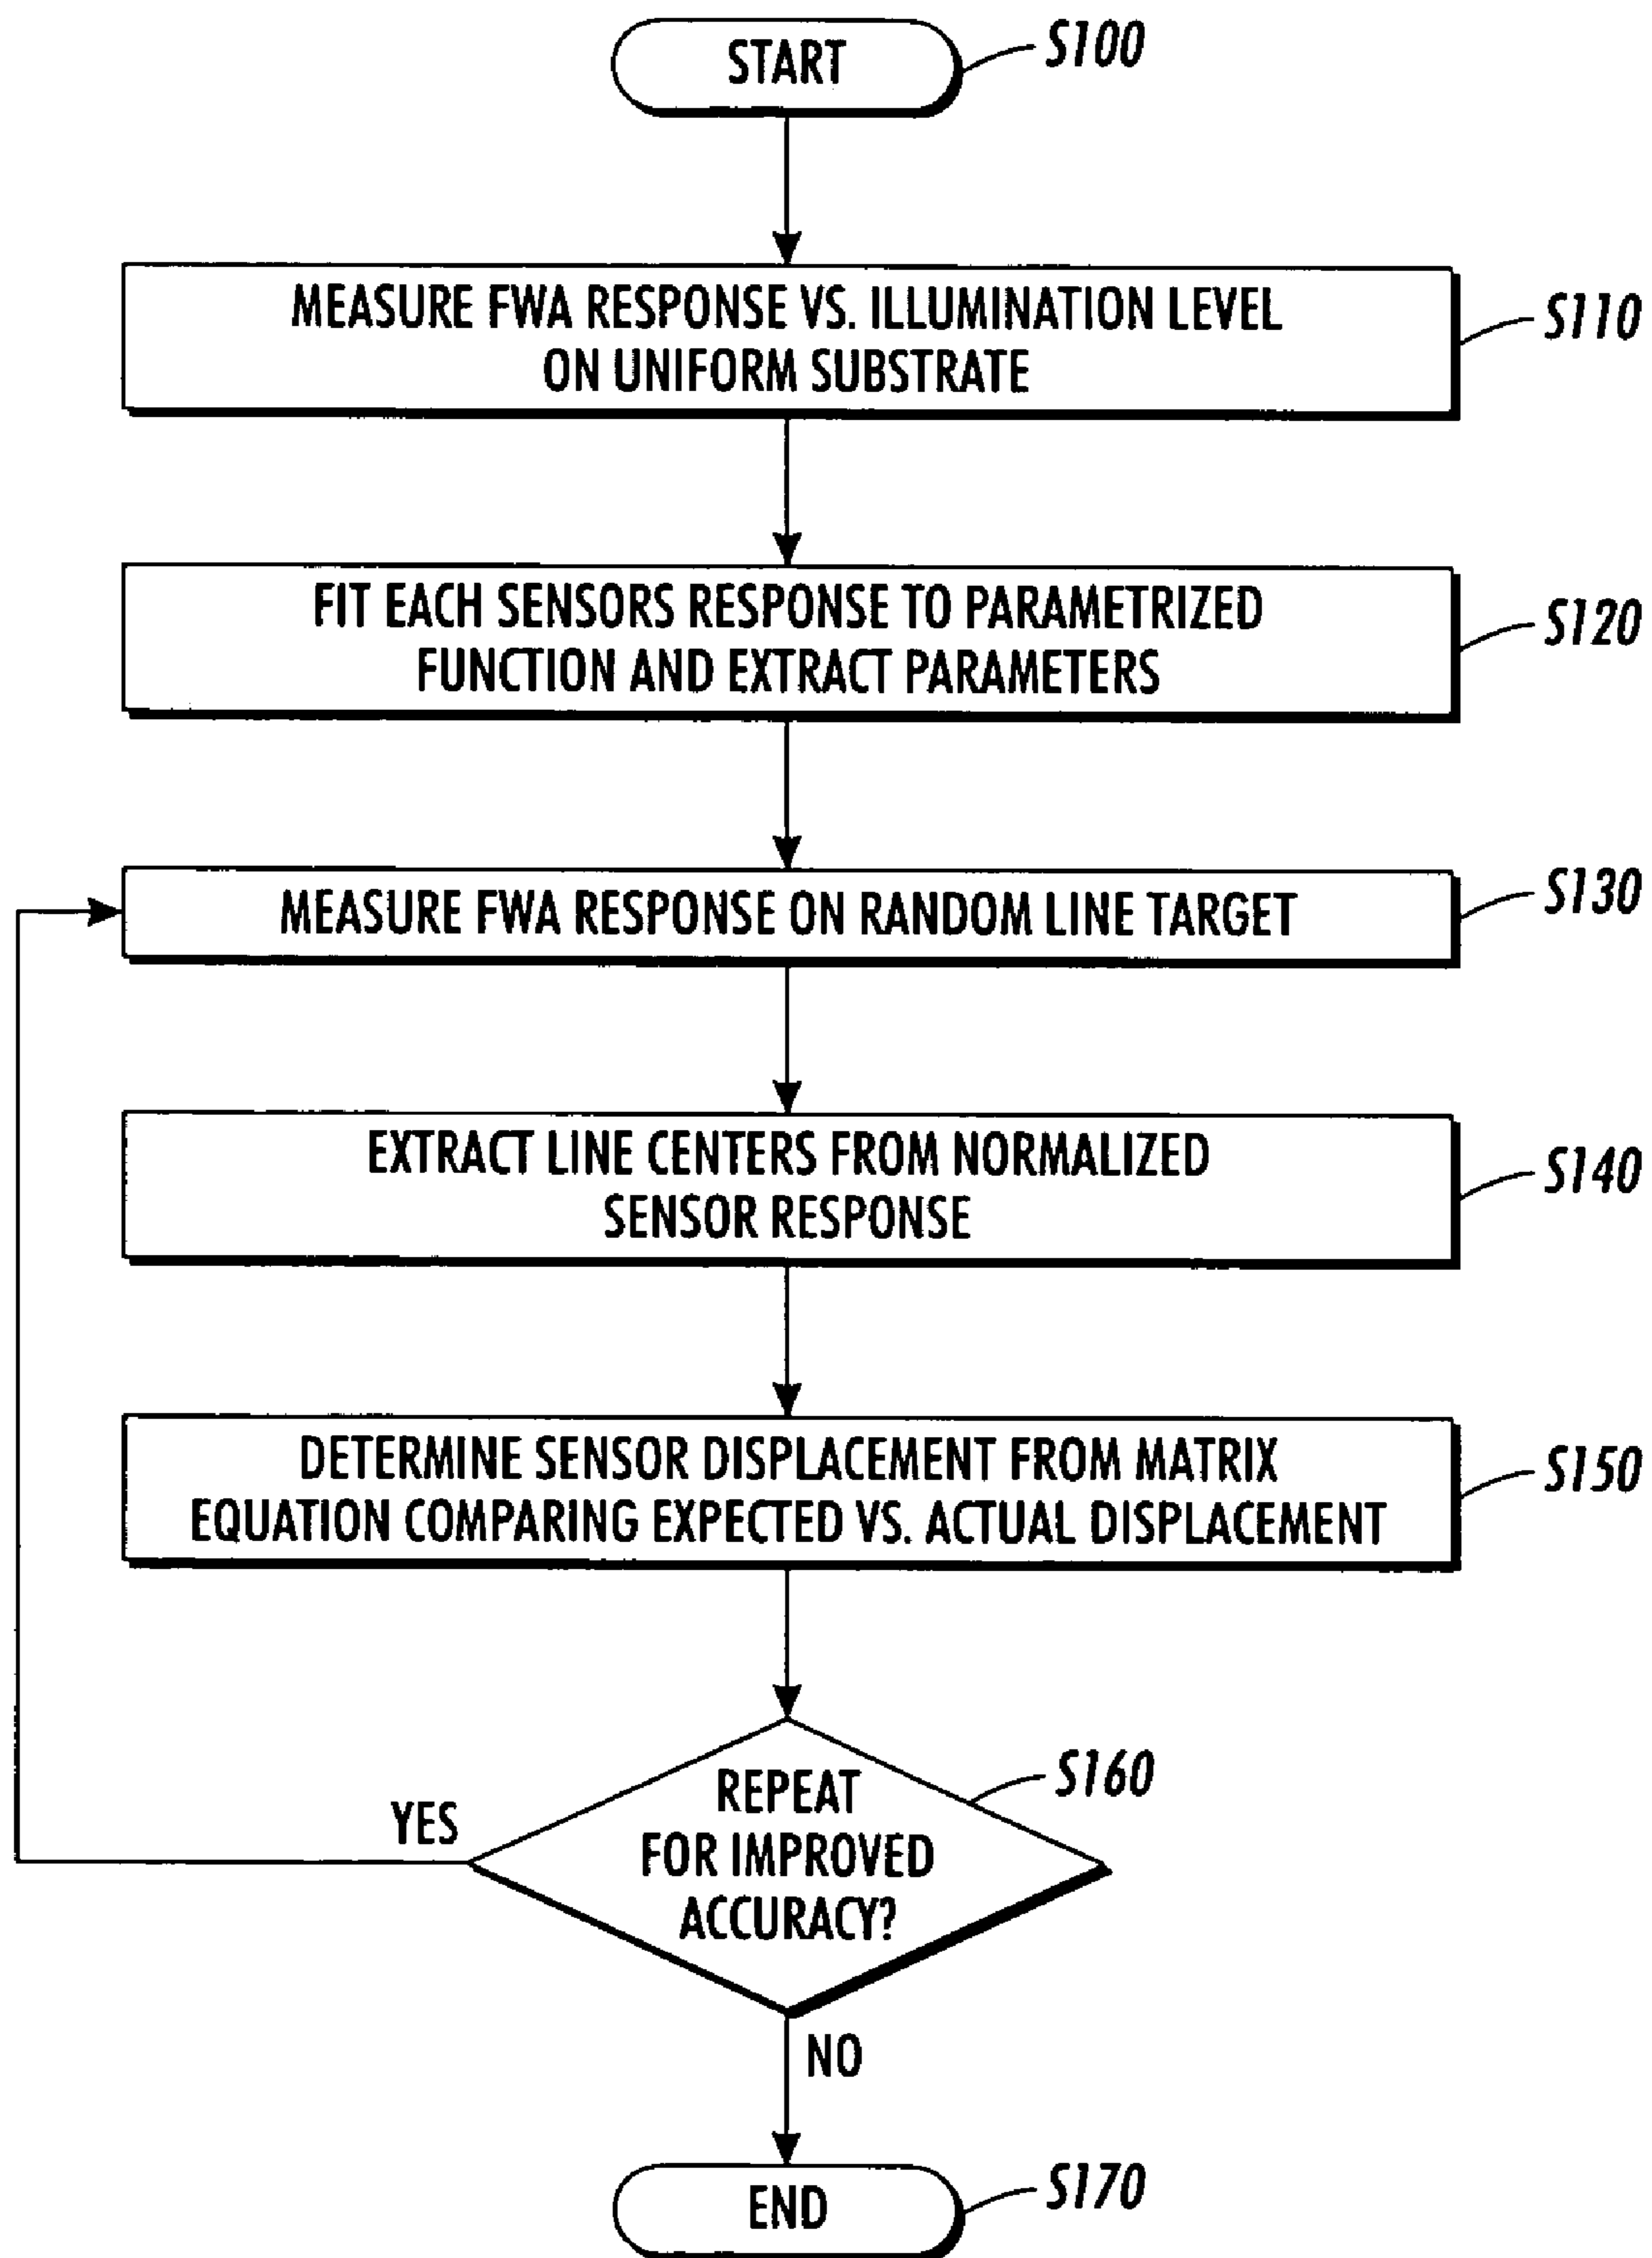 START
S100
MEASURE FWA RESPONSE VS. ILLUMINATION LEVEL
ON UNIFORM SUBSTRATE
S110
FIT EACH SENSORS RESPONSE TO PARAMETRIZED
FUNCTION AND EXTRACT PARAMETERS
S120
MEASURE FWA RESPONSE ON RANDOM LINE TARGET
S130
EXTRACT LINE CENTERS FROM NORMALIZED
SENSOR RESPONSE
S140
DETERMINE SENSOR DISPLACEMENT FROM MATRIX
EQUATION COMPARING EXPECTED VS. ACTUAL DISPLACEMENT
S150
REPEAT
FOR IMPROVED
ACCURACY?
S160
YES
NO
END
S170